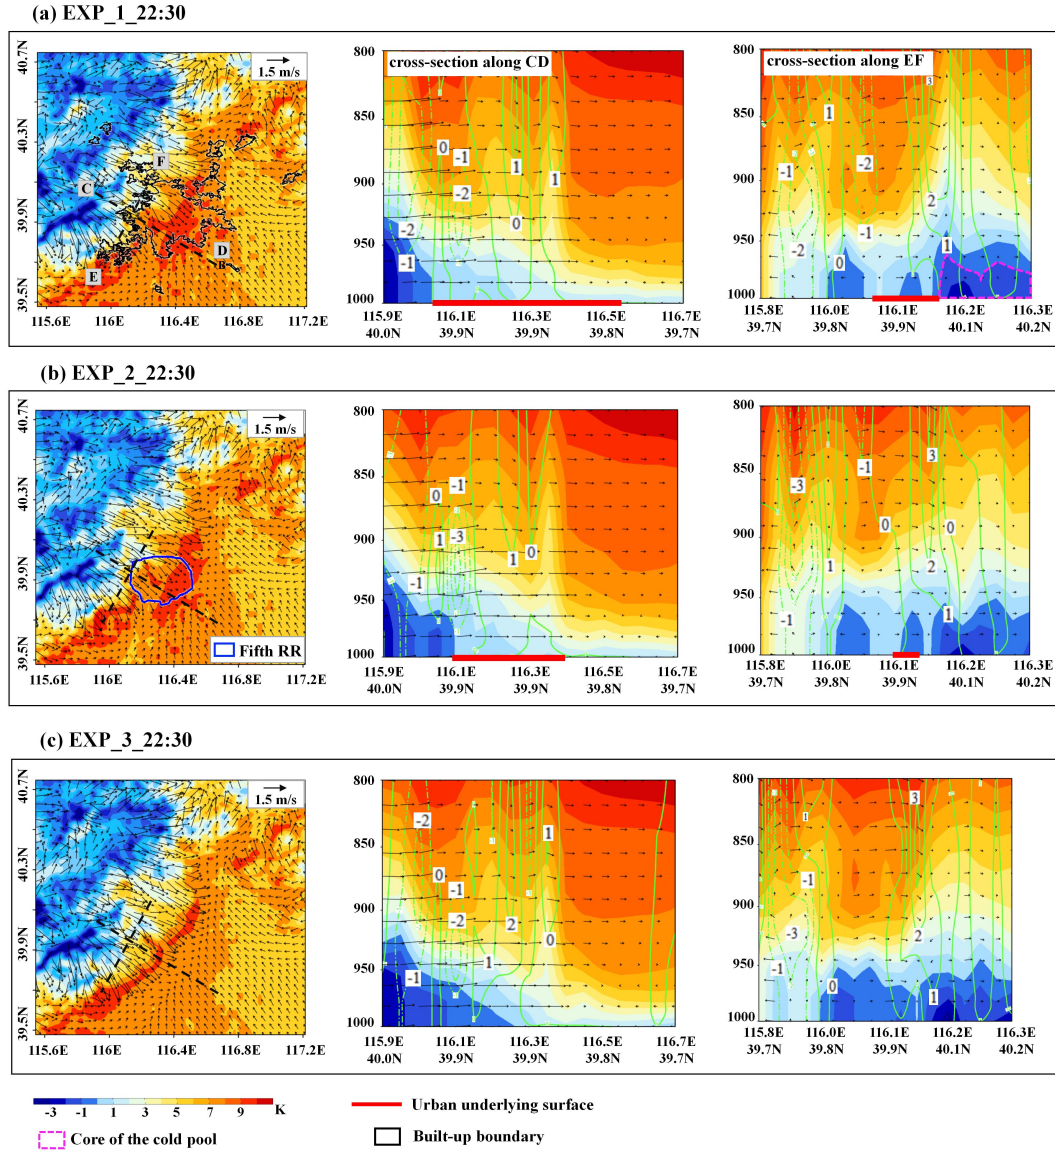 (a) EXP_1_22:30
40.7N
40.3N
39.9N
39.5N
1.5 m/s
C
F
D
E
115.6E 116E 116.4E 116.8E 117.2E
cross-section along CD
800
850
900
950
1000
0
-1
-2
1
1
0
-2
-1
115.9E 116.1E 116.3E 116.5E 116.7E
40.0N 39.9N 39.9N 39.8N 39.7N
cross-section along EF
800
850
900
950
1000
3
1
-1
-2
2
-1
-2
0
1
115.8E 116.0E 116.1E 116.2E 116.3E
39.7N 39.8N 39.9N 40.1N 40.2N
(b) EXP_2_22:30
40.7N
40.3N
39.9N
39.5N
1.5 m/s
Fifth RR
115.6E 116E 116.4E 116.8E 117.2E
800
850
900
950
1000
-1
0
1
-3
0
1
-1
115.9E 116.1E 116.3E 116.5E 116.7E
40.0N 39.9N 39.9N 39.8N 39.7N
800
850
900
950
1000
3
-1
-3
0
0
1
2
-1
1
115.8E 116.0E 116.1E 116.2E 116.3E
39.7N 39.8N 39.9N 40.1N 40.2N
(c) EXP_3_22:30
40.7N
40.3N
39.9N
39.5N
1.5 m/s
115.6E 116E 116.4E 116.8E 117.2E
800
850
900
950
1000
-2
1
0
-1
-2
2
0
1
-1
115.9E 116.1E 116.3E 116.5E 116.7E
40.0N 39.9N 39.9N 39.8N 39.7N
800
850
900
950
1000
3
1
-1
-3
2
0
1
115.8E 116.0E 116.1E 116.2E 116.3E
39.7N 39.8N 39.9N 40.1N 40.2N
-3 -1 1 3 5 7 9 K
Urban underlying surface
Core of the cold pool
Built-up boundary